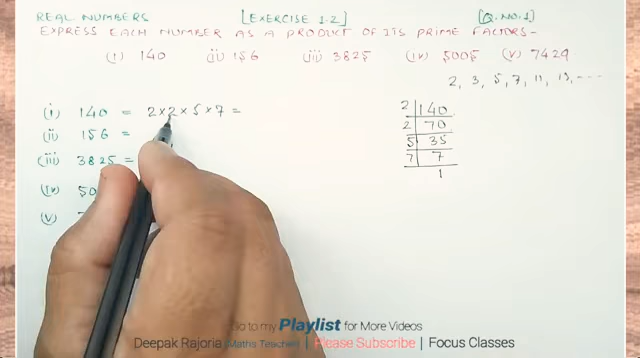 REAL NUMBERS [EXERCISE 1.2] [Q.NO.1]
EXPRESS EACH NUMBER AS A PRODUCT OF ITS PRIME FACTORS-
(i) 140 (ii) 156 (iii) 3825 (iv) 5005 (v) 7429
2, 3, 5, 7, 11, 13, ---
(i) 140 = 2×2×5×7 =
(ii) 156 =
(iii) 3825 =
(iv) 50
(v)
2 140
2 70
5 35
7 7
1
Go to my Playlist for More Videos
Deepak Rajoria (Maths Teacher) | Please Subscribe | Focus Classes